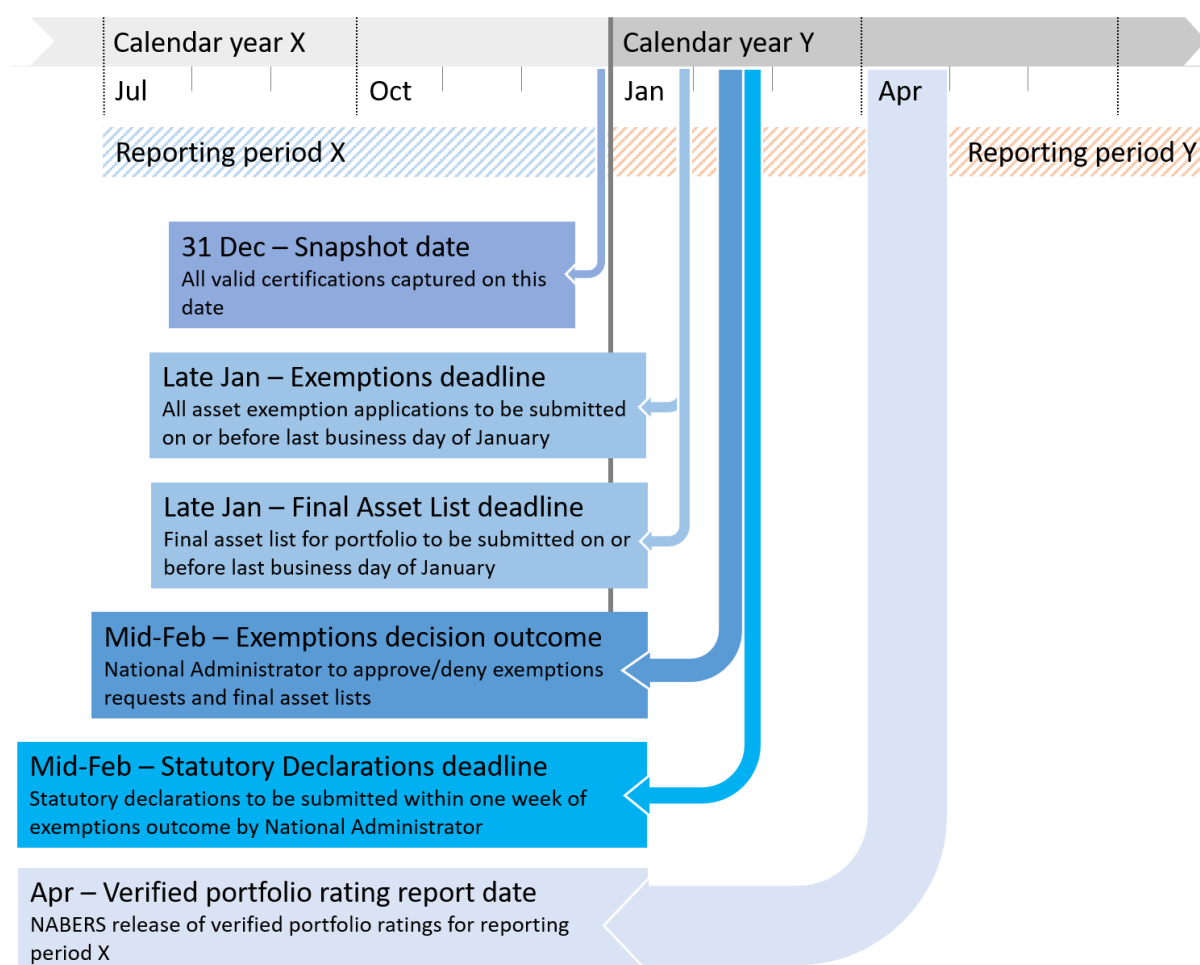 Calendar year X
Calendar year Y
Jul
Oct
Jan
Apr
Reporting period X
Reporting period Y
31 Dec – Snapshot date
All valid certifications captured on this
date
Late Jan – Exemptions deadline
All asset exemption applications to be submitted
on or before last business day of January
Late Jan – Final Asset List deadline
Final asset list for portfolio to be submitted on or
before last business day of January
Mid-Feb – Exemptions decision outcome
National Administrator to approve/deny exemptions
requests and final asset lists
Mid-Feb – Statutory Declarations deadline
Statutory declarations to be submitted within one week of
exemptions outcome by National Administrator
Apr – Verified portfolio rating report date
NABERS release of verified portfolio ratings for reporting
period X